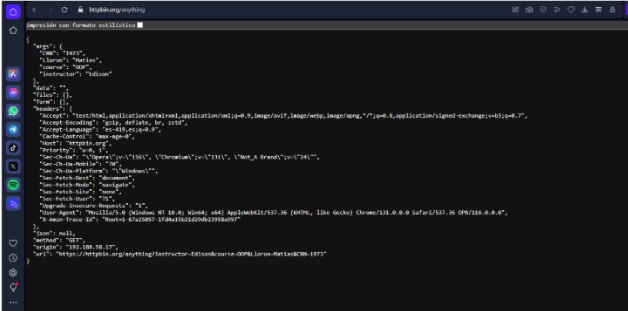 httpbin.org/anything
impresión con formato estilístico
{
"args": {
"CRN": "1973",
"Lloron": "Matias",
"course": "OOP",
"instructor": "Edison"
},
"data": "",
"files": {},
"form": {},
"headers": {
"Accept": "text/html,application/xhtml+xml,application/xml;q=0.9,image/avif,image/webp,image/apng,*/*;q=0.8,application/signed-exchange;v=b3;q=0.7",
"Accept-Encoding": "gzip, deflate, br, zstd",
"Accept-Language": "es-419,es;q=0.9",
"Cache-Control": "max-age=0",
"Host": "httpbin.org",
"Priority": "u=0, i",
"Sec-Ch-Ua": "\"Opera\";v=\"116\", \"Chromium\";v=\"131\", \"Not_A Brand\";v=\"24\"",
"Sec-Ch-Ua-Mobile": "?0",
"Sec-Ch-Ua-Platform": "\"Windows\"",
"Sec-Fetch-Dest": "document",
"Sec-Fetch-Mode": "navigate",
"Sec-Fetch-Site": "none",
"Sec-Fetch-User": "?1",
"Upgrade-Insecure-Requests": "1",
"User-Agent": "Mozilla/5.0 (Windows NT 10.0; Win64; x64) AppleWebKit/537.36 (KHTML, like Gecko) Chrome/131.0.0.0 Safari/537.36 OPR/116.0.0.0",
"X-Amzn-Trace-Id":
},
"json": null,
"method": "GET",
"origin":
"url": "https://httpbin.org/anything?instructor=Edison&course=OOP&Lloron=Matias&CRN=1973"
}